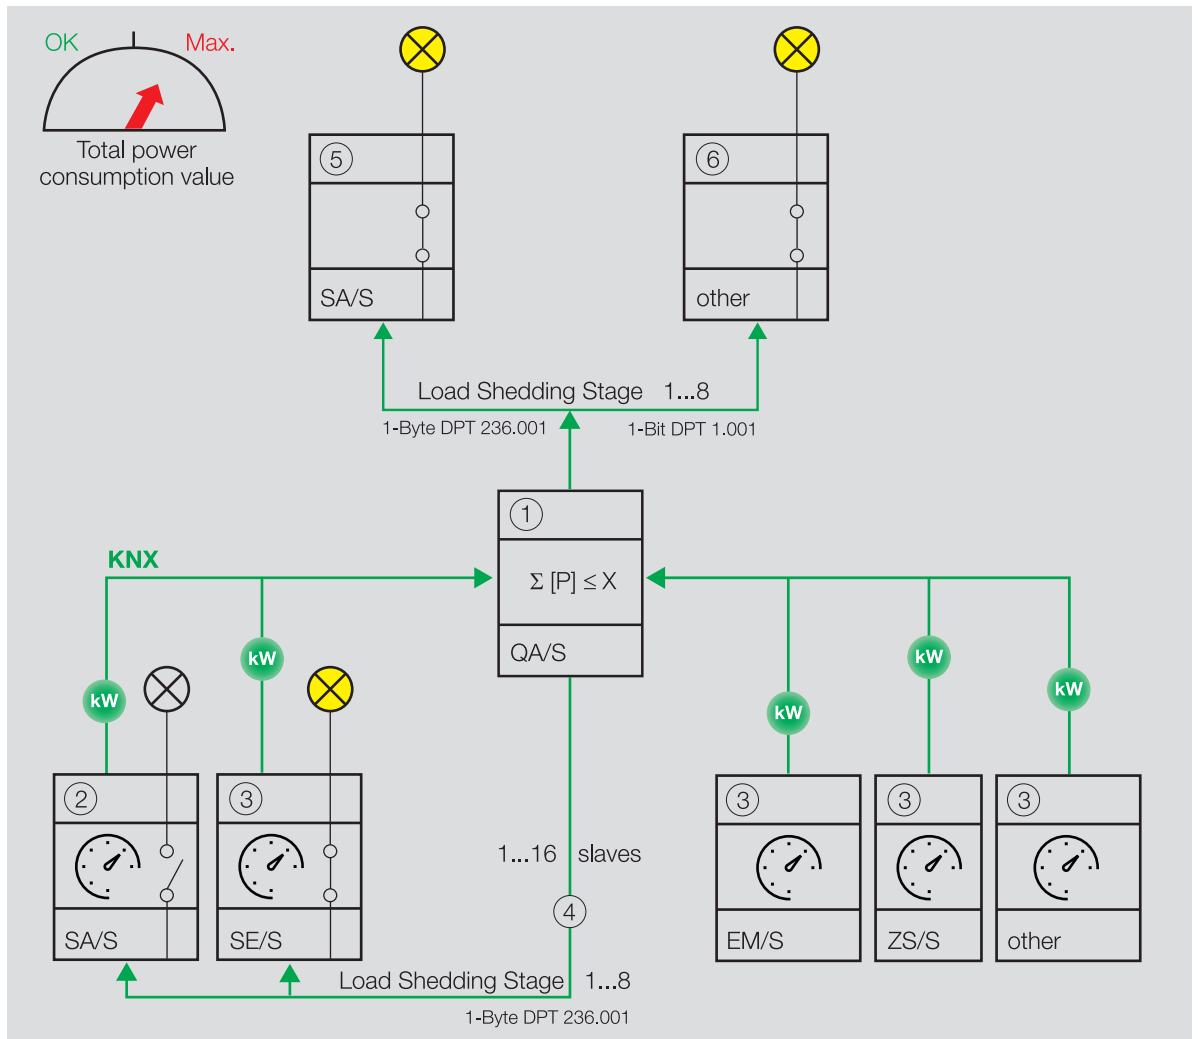 OK Max.
Total power
consumption value
5
6
SA/S
other
Load Shedding Stage 1...8
1-Byte DPT 236.001
1-Bit DPT 1.001
1
KNX
Σ [P] ≤ X
QA/S
kW
kW
kW
kW
kW
2
3
3
3
3
1...16 slaves
4
SA/S
SE/S
EM/S
ZS/S
other
Load Shedding Stage 1...8
1-Byte DPT 236.001